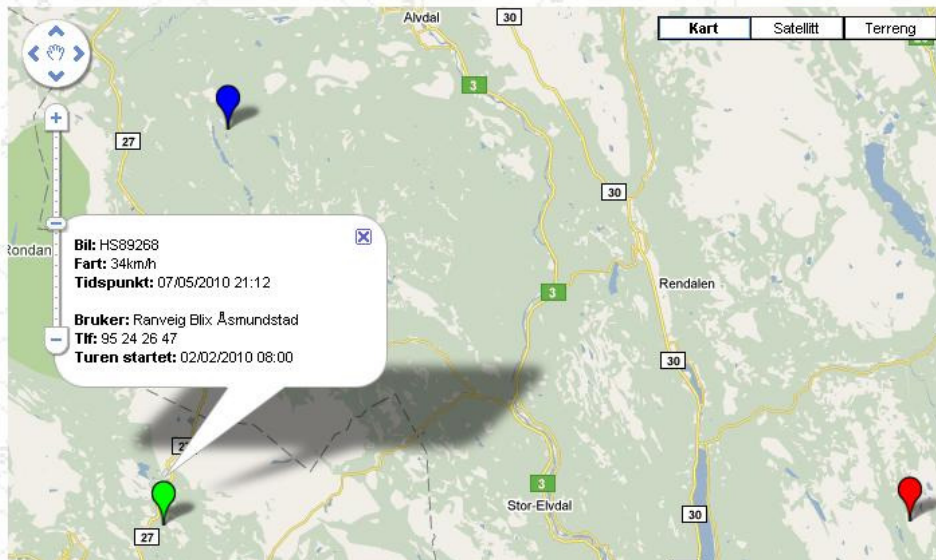 Alvdal
30
Kart
Satellitt
Terreng
3
27
30
Rondan
Bil: HS89268
Fart: 34km/h
Tidspunkt: 07/05/2010 21:12
Bruker: Ranveig Blix Åsmundstad
Tlf: 95 24 26 47
Turen startet: 02/02/2010 08:00
Rendalen
3
30
27
3
Stor-Elvdal
30
27